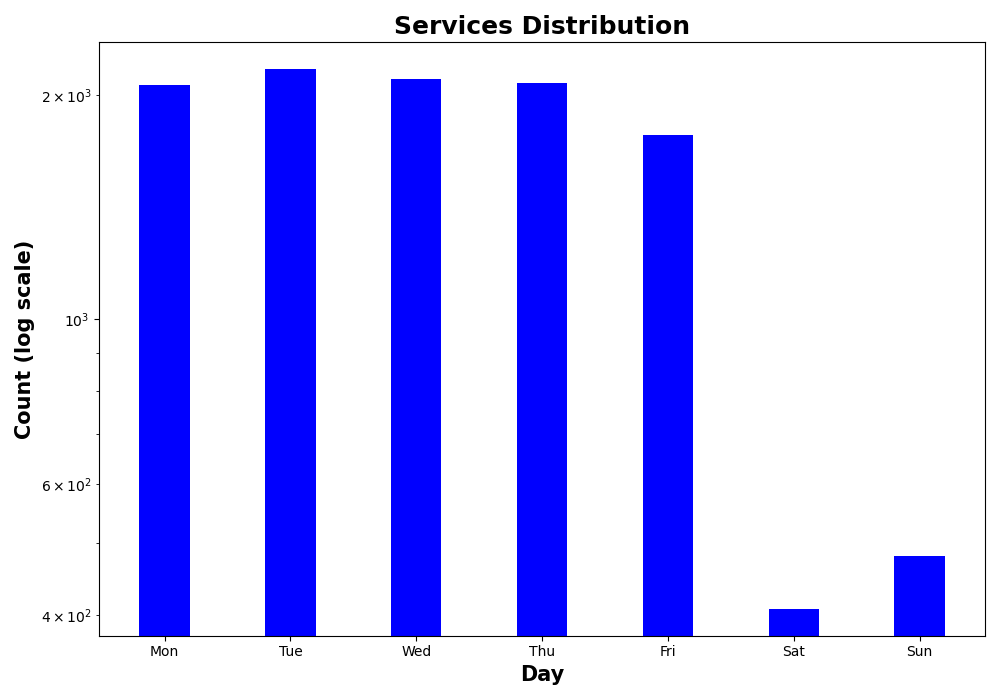 Services Distribution
Count (log scale)
2 × 10³
10³
6 × 10²
4 × 10²
Mon Tue Wed Thu Fri Sat Sun
Day